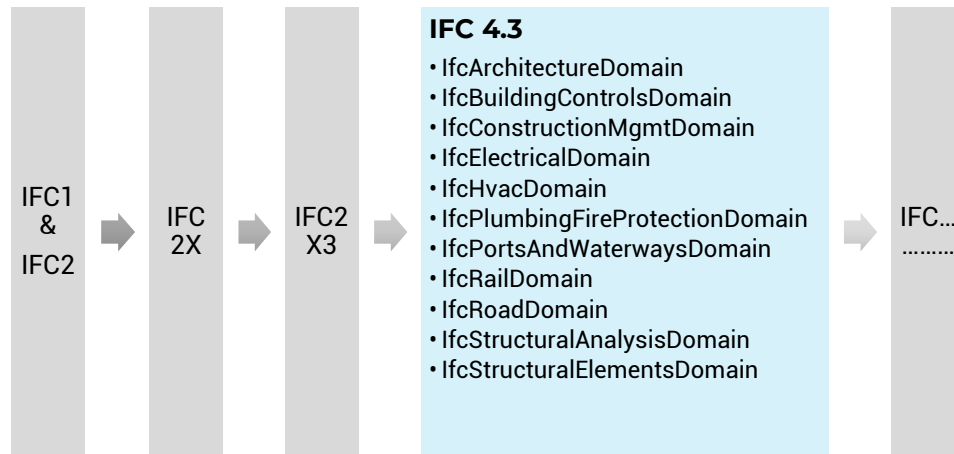 IFC1
&
IFC2
IFC
2X
IFC2
X3
IFC 4.3
• IfcArchitectureDomain
• IfcBuildingControlsDomain
• IfcConstructionMgmtDomain
• IfcElectricalDomain
• IfcHvacDomain
• IfcPlumbingFireProtectionDomain
• IfcPortsAndWaterwaysDomain
• IfcRailDomain
• IfcRoadDomain
• IfcStructuralAnalysisDomain
• IfcStructuralElementsDomain
IFC...
.........